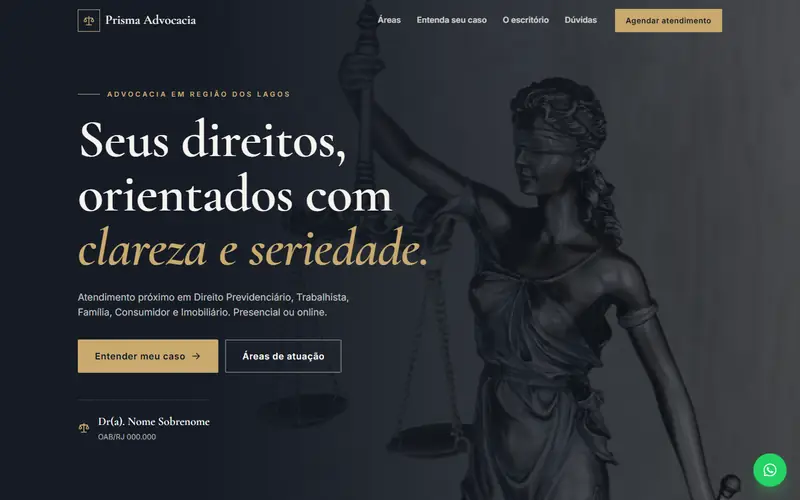 Prisma Advocacia
Áreas
Entenda seu caso
O escritório
Dúvidas
Agendar atendimento
ADVOCACIA EM REGIÃO DOS LAGOS
Seus direitos,
orientados com
clareza e seriedade.
Atendimento próximo em Direito Previdenciário, Trabalhista,
Família, Consumidor e Imobiliário. Presencial ou online.
Entender meu caso →
Áreas de atuação
Dr(a). Nome Sobrenome
OAB/RJ 000.000